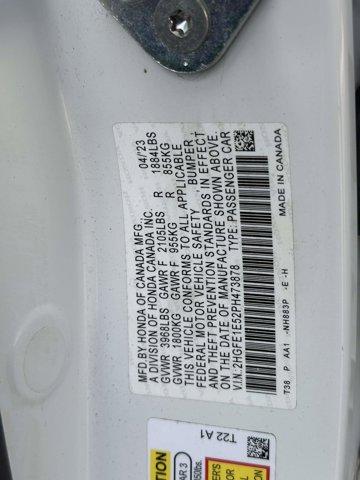 MFD. BY HONDA OF CANADA MFG. 04/23
A DIVISION OF HONDA CANADA INC.
GVWR 3968LBS GAWR F 2105LBS R 1884LBS
GVWR 1800KG GAWR F 955KG R 855KG
THIS VEHICLE CONFORMS TO ALL APPLICABLE
FEDERAL MOTOR VEHICLE SAFETY, BUMPER,
AND THEFT PREVENTION STANDARDS IN EFFECT
ON THE DATE OF MANUFACTURE SHOWN ABOVE.
V.I.N. 2HGFE1E52PH473878 TYPE: PASSENGER CAR
MADE IN CANADA
T38 P AA1 -NH883P -E -H
T22 A1